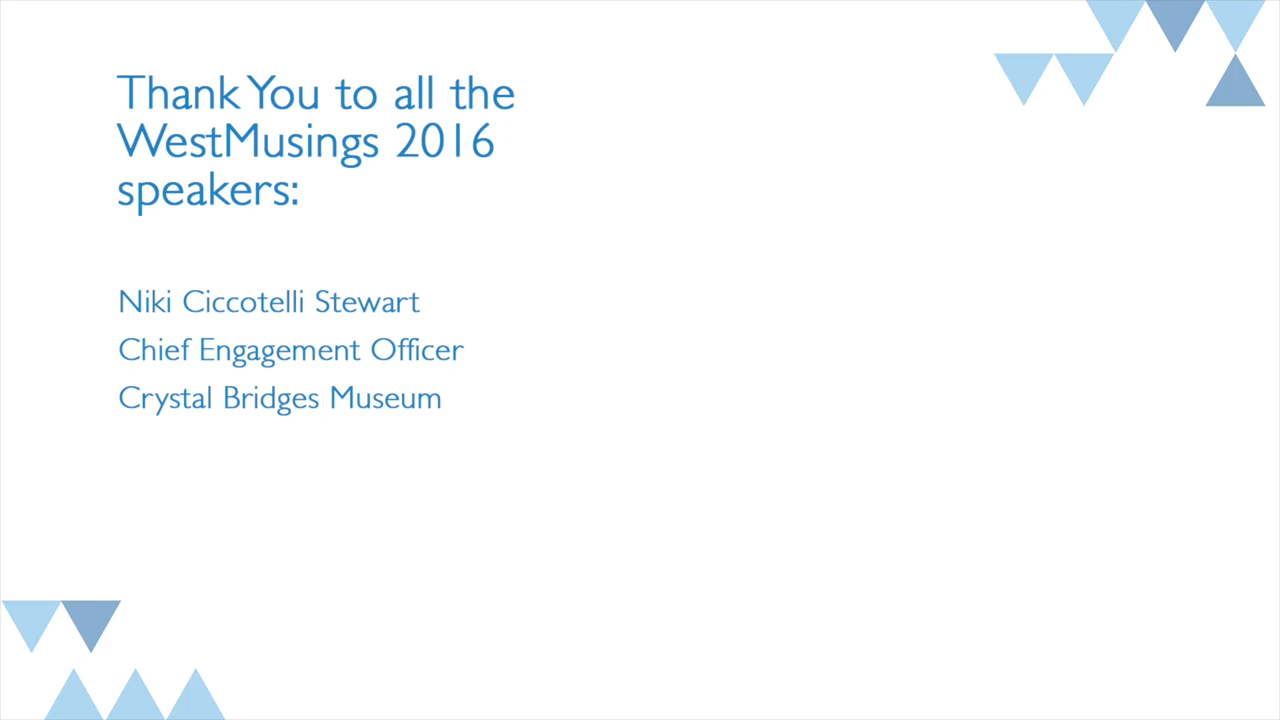 Thank You to all the
WestMusings 2016
speakers:
Niki Ciccotelli Stewart
Chief Engagement Officer
Crystal Bridges Museum